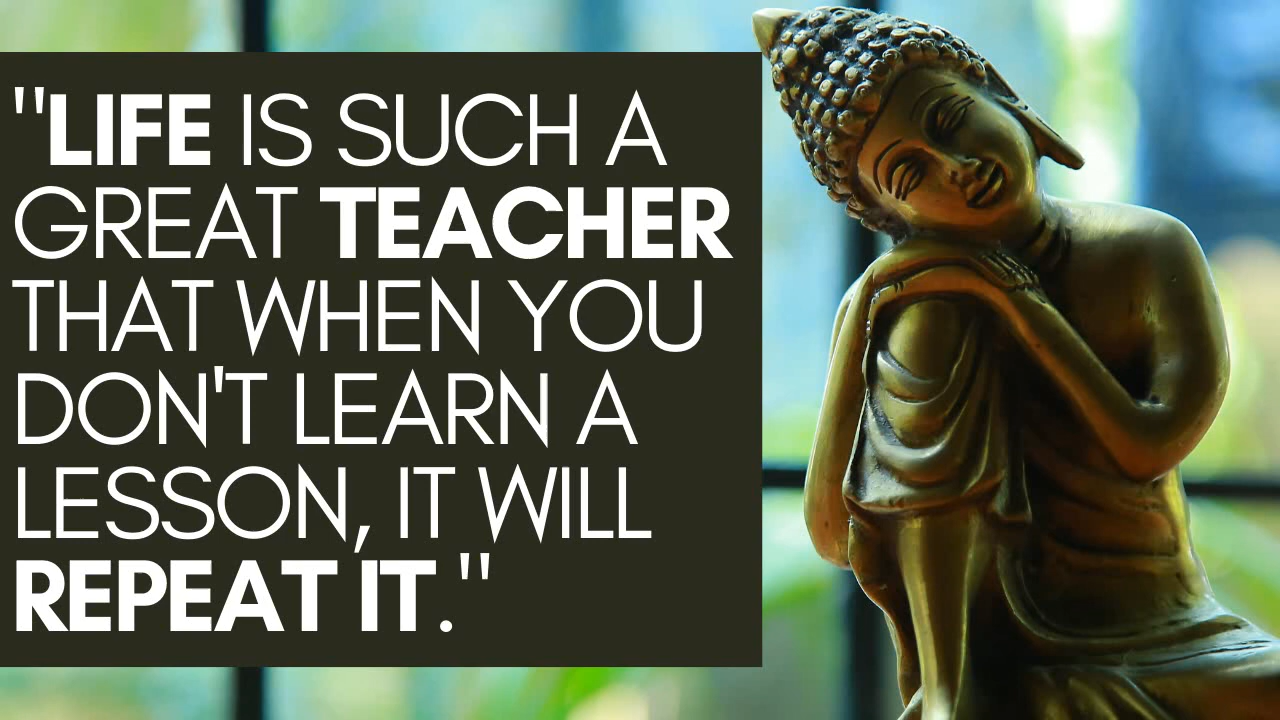 "LIFE IS SUCH A
GREAT TEACHER
THAT WHEN YOU
DON'T LEARN A
LESSON, IT WILL
REPEAT IT."